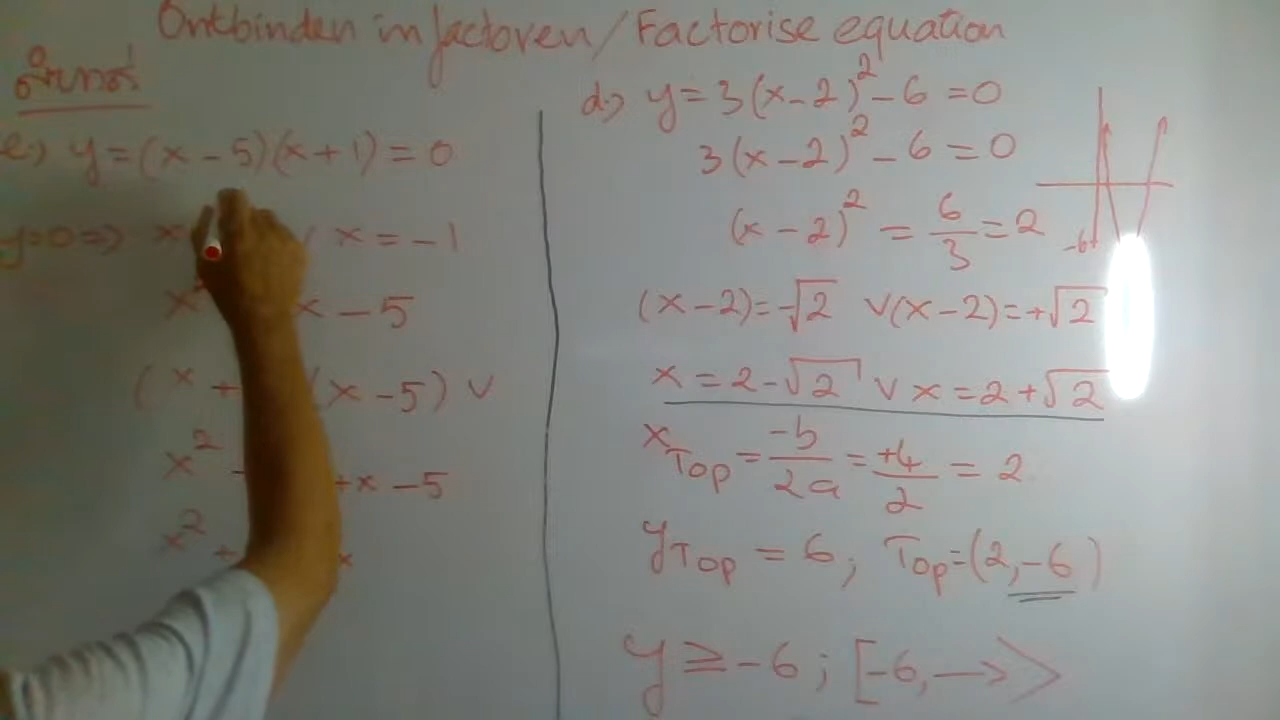 Ontbinden in factoren/Factorise equation
e.) y=(x-5)(x+1)=0
y=0=> x ∨ x=-1
x - 5
(x + (x-5) ∨
x² +x-5
x² + x
d.) y=3(x-2)²-6=0
3(x-2)²-6=0
(x-2)² = 6/3 = 2
-6
(x-2)=-√2 ∨(x-2)=+√2
x=2-√2 ∨ x=2+√2
xTop = -b/2a = +4/2 = 2
yTop = 6; Top=(2,-6)
y≥-6; [-6,→>